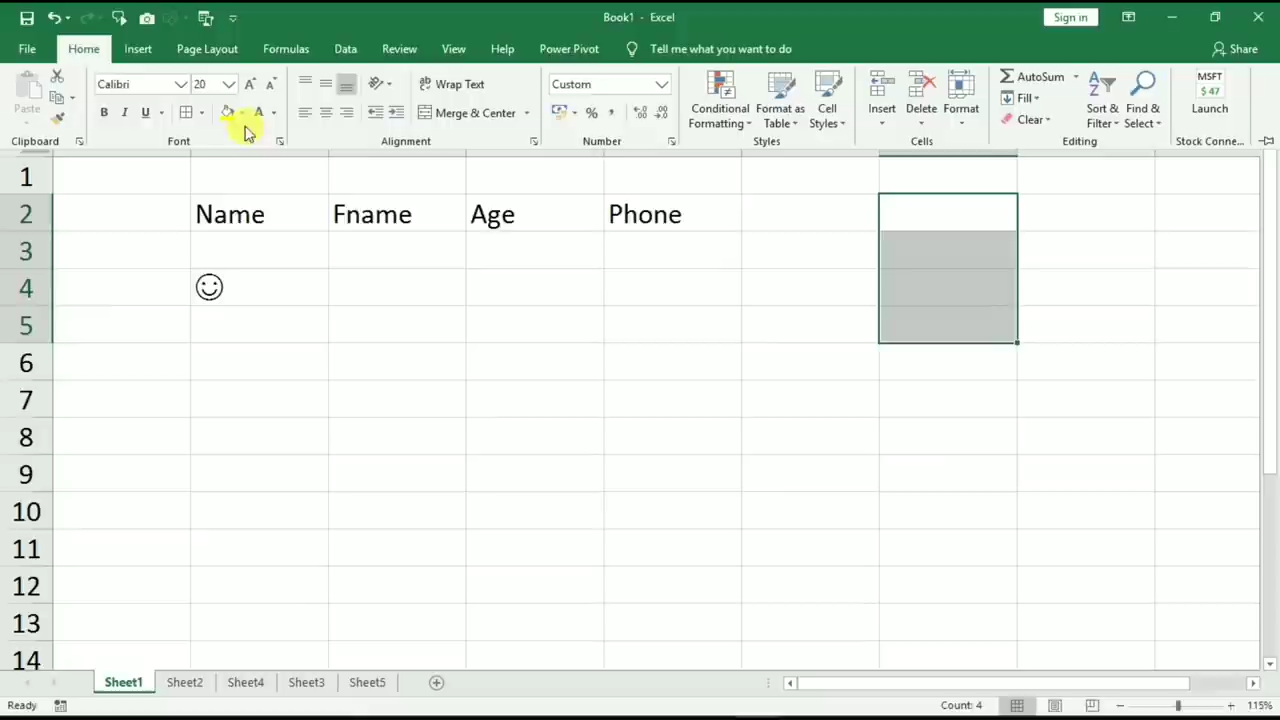 Book1 - Excel
Sign in
File Home Insert Page Layout Formulas Data Review View Help Power Pivot Tell me what you want to do Share
Paste
Calibri 20
B I U A
Wrap Text
Merge & Center
Custom
% ,
Conditional Formatting
Format as Table
Cell Styles
Insert
Delete
Format
AutoSum
Fill
Clear
Sort & Filter
Find & Select
MSFT
$ 47
Launch
Clipboard Font Alignment Number Styles Cells Editing Stock Conne...
1
2 Name Fname Age Phone
3
4
5
6
7
8
9
10
11
12
13
14
Sheet1 Sheet2 Sheet4 Sheet3 Sheet5
Ready Count: 4 115%